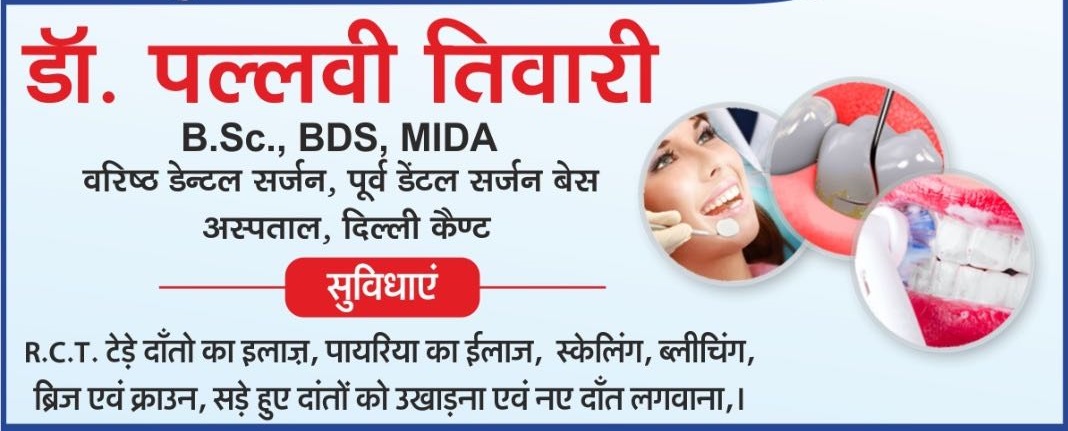 डॉ. पल्लवी तिवारी
B.Sc., BDS, MIDA
वरिष्ठ डेन्टल सर्जन, पूर्व डेंटल सर्जन बेस
अस्पताल, दिल्ली कैण्ट
सुविधाएं
R.C.T. टेड़े दाँतो का इलाज़, पायरिया का ईलाज, स्केलिंग, ब्लीचिंग,
ब्रिज एवं क्राउन, सड़े हुए दांतों को उखाड़ना एवं नए दाँत लगवाना,।